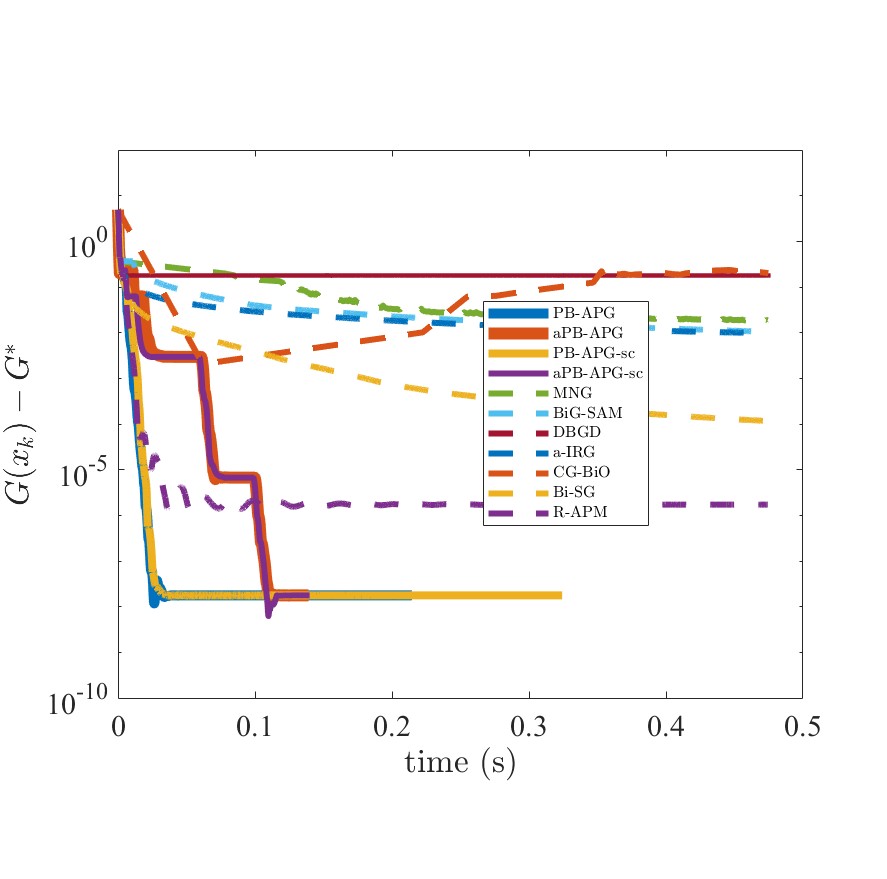 G(x_k) − G*
10^0
10^-5
10^-10
0
0.1
0.2
0.3
0.4
0.5
time (s)
PB-APG
aPB-APG
PB-APG-sc
aPB-APG-sc
MNG
BiG-SAM
DBGD
a-IRG
CG-BiO
Bi-SG
R-APM